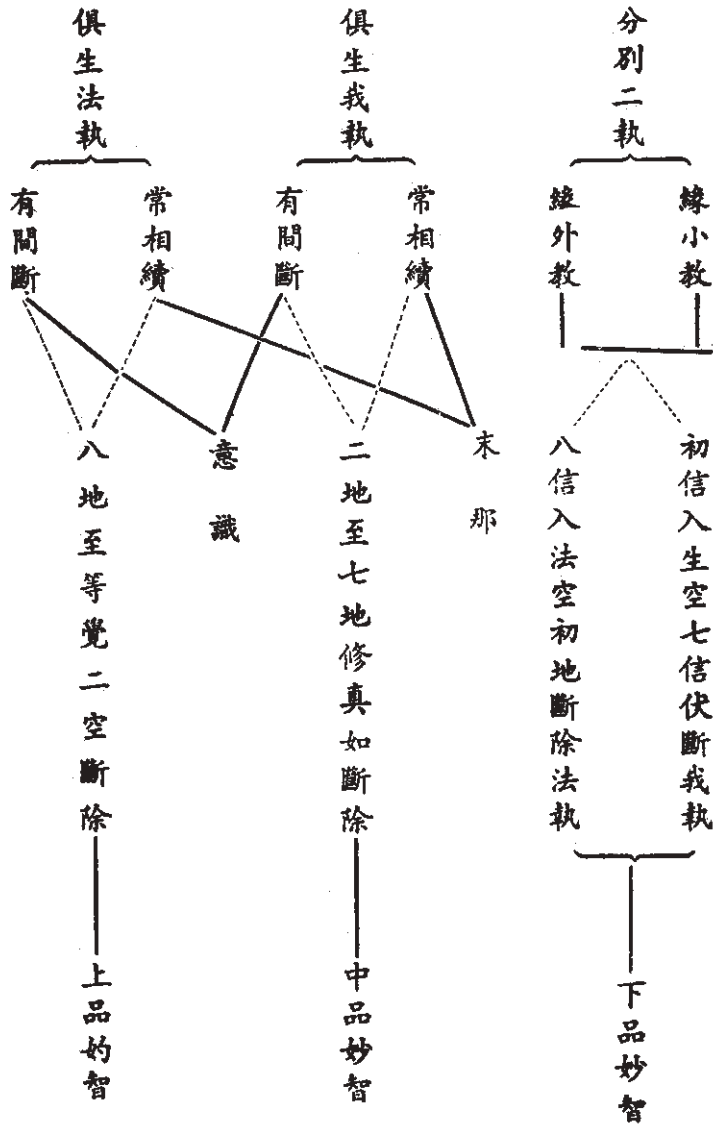 分別二執
緣小教
緣外教
初信入生空七信伏斷我執
八信入法空初地斷除法執
下品妙智
俱生我執
常相續
有間斷
末那
二地至七地修真如斷除
中品妙智
俱生法執
常相續
有間斷
意識
八地至等覺二空斷除
上品妁智